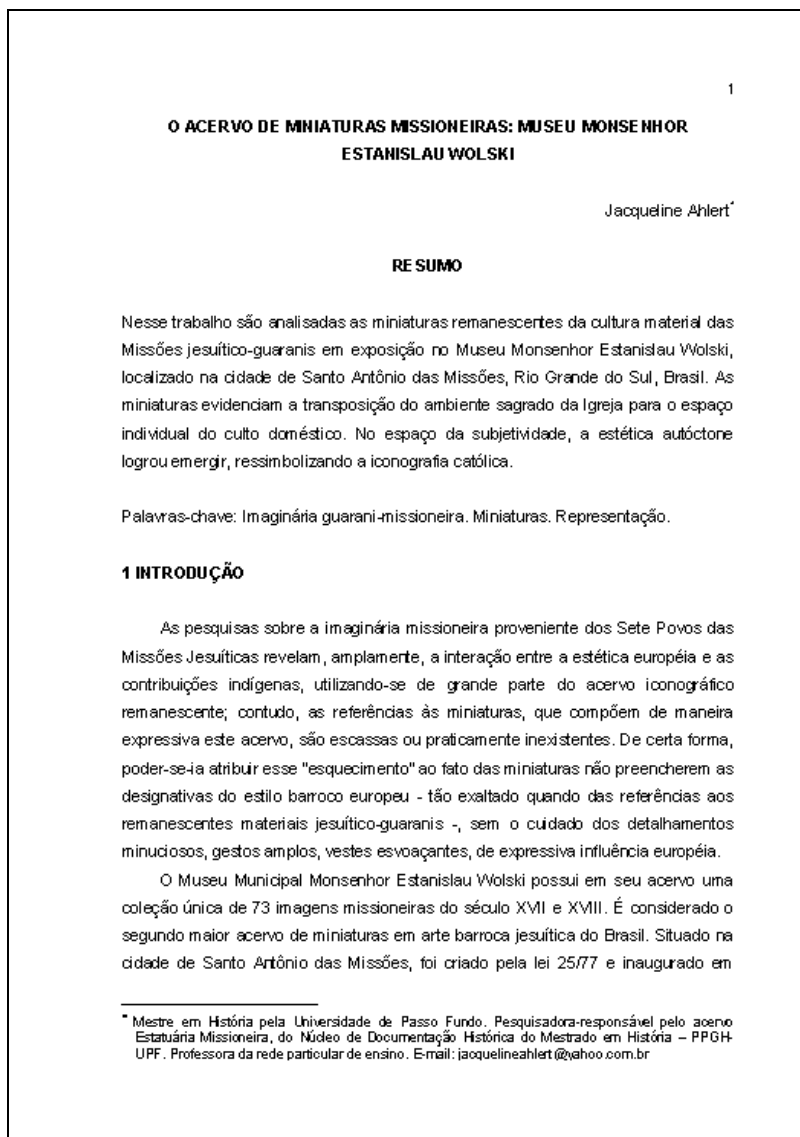 1
O ACERVO DE MINIATURAS MISSIONEIRAS: MUSEU MONSENHOR
ESTANISLAU WOLSKI
Jacqueline Ahlert*
RESUMO
Nesse trabalho são analisadas as miniaturas remanescentes da cultura material das
Missões jesuítico-guaranis em exposição no Museu Monsenhor Estanislau Wolski,
localizado na cidade de Santo Antônio das Missões, Rio Grande do Sul, Brasil. As
miniaturas evidenciam a transposição do ambiente sagrado da Igreja para o espaço
individual do culto doméstico. No espaço da subjetividade, a estética autóctone
logrou emergir, ressimbolizando a iconografia católica.
Palavras-chave: Imaginária guarani-missioneira. Miniaturas. Representação.
1 INTRODUÇÃO
As pesquisas sobre a imaginária missioneira proveniente dos Sete Povos das
Missões Jesuíticas revelam, amplamente, a interação entre a estética européia e as
contribuições indígenas, utilizando-se de grande parte do acervo iconográfico
remanescente; contudo, as referências às miniaturas, que compõem de maneira
expressiva este acervo, são escassas ou praticamente inexistentes. De certa forma,
poder-se-ia atribuir esse "esquecimento" ao fato das miniaturas não preencherem as
designativas do estilo barroco europeu - tão exaltado quando das referências aos
remanescentes materiais jesuítico-guaranis -, sem o cuidado dos detalhamentos
minuciosos, gestos amplos, vestes esvoaçantes, de expressiva influência européia.
O Museu Municipal Monsenhor Estanislau Wolski possui em seu acervo uma
coleção única de 73 imagens missioneiras do século XVII e XVIII. É considerado o
segundo maior acervo de miniaturas em arte barroca jesuítica do Brasil. Situado na
cidade de Santo Antônio das Missões, foi criado pela lei 25/77 e inaugurado em
* Mestre em História pela Universidade de Passo Fundo. Pesquisadora-responsável pelo acervo
Estatuária Missioneira, do Núcleo de Documentação Histórica do Mestrado em História – PPGH-
UPF. Professora da rede particular de ensino. E-mail: jacquelineahlert@yahoo.com.br